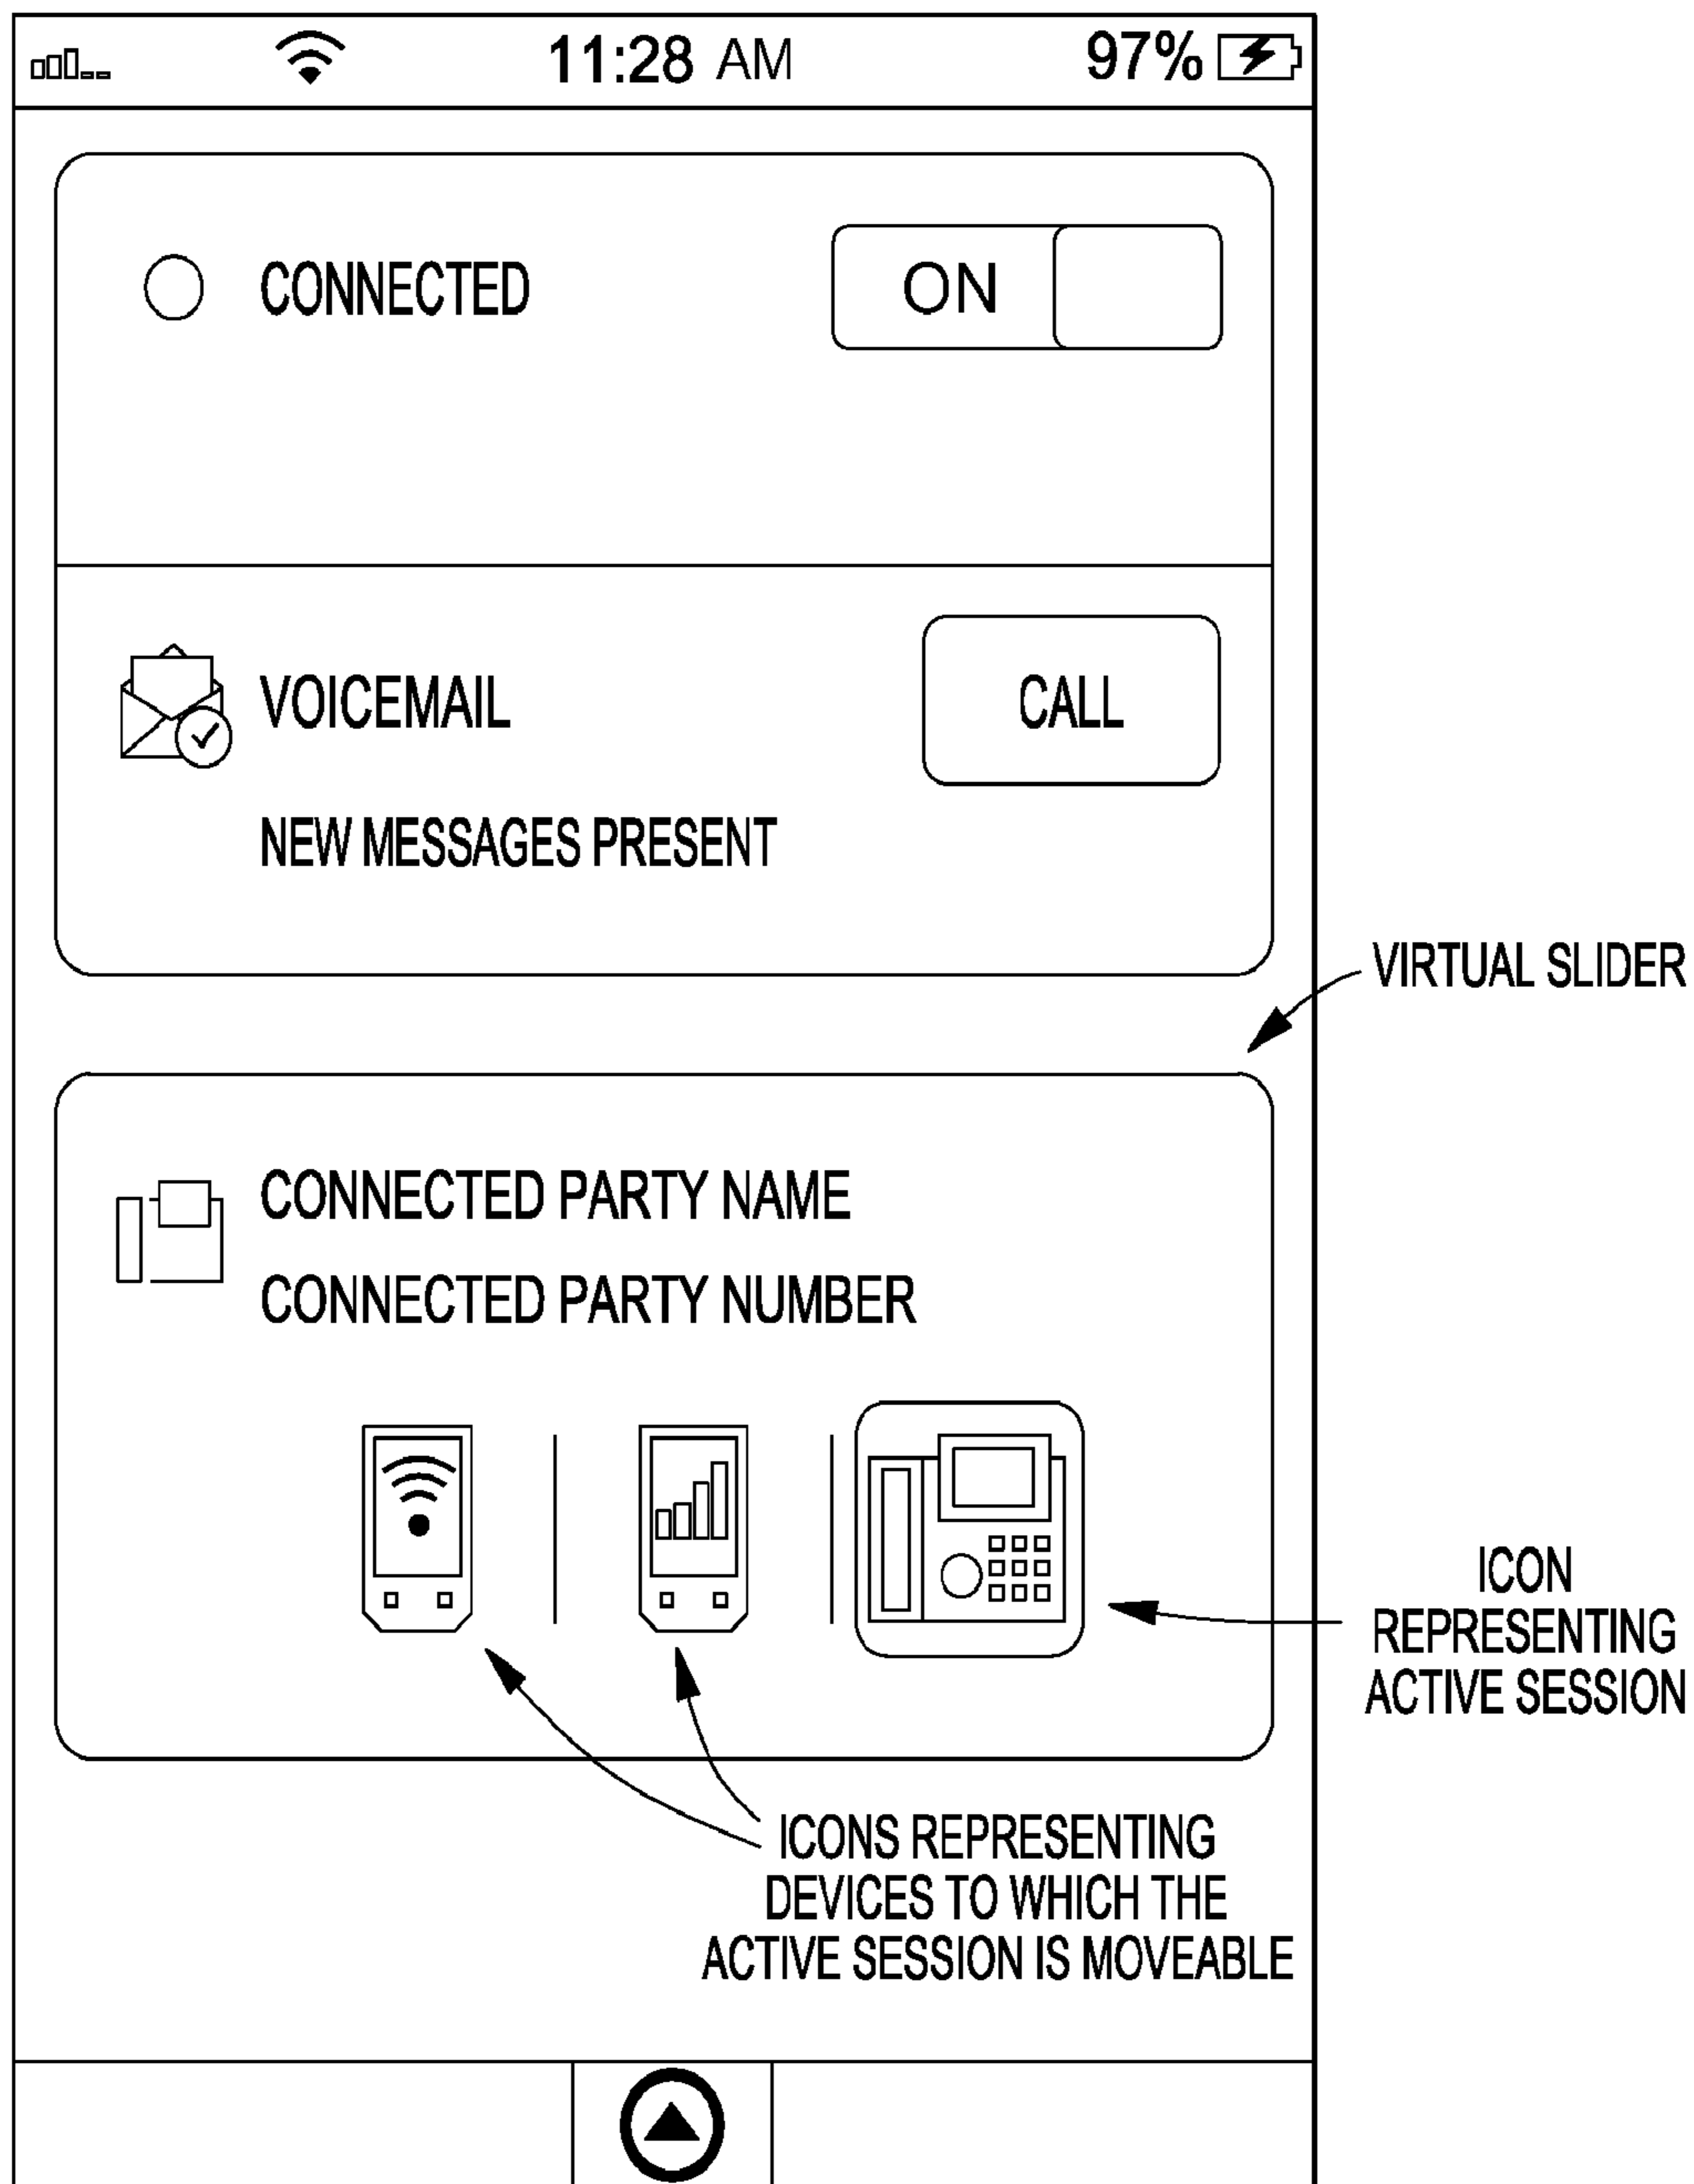 11:28 AM
97%
CONNECTED
ON
VOICEMAIL
CALL
NEW MESSAGES PRESENT
VIRTUAL SLIDER
CONNECTED PARTY NAME
CONNECTED PARTY NUMBER
ICON
REPRESENTING
ACTIVE SESSION
ICONS REPRESENTING
DEVICES TO WHICH THE
ACTIVE SESSION IS MOVEABLE